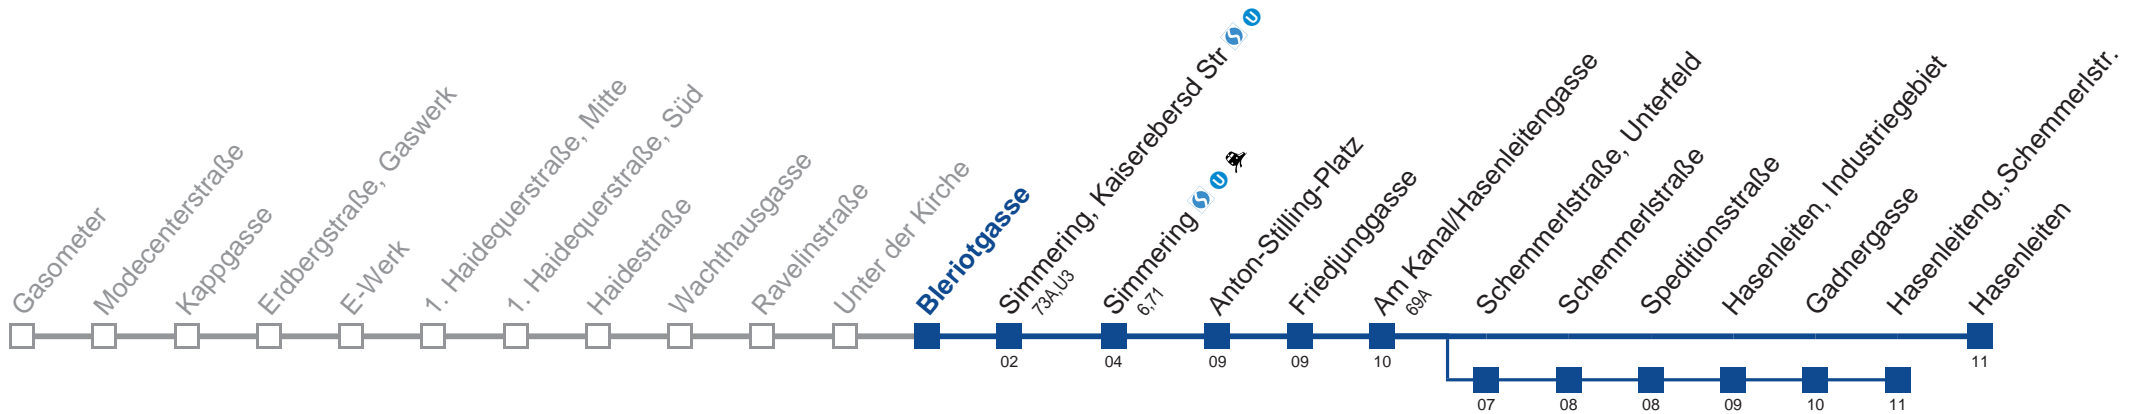 Gasometer
Modecenterstraße
Kappgasse
Erdbergstraße, Gaswerk
E-Werk
1. Haidequerstraße, Mitte
1. Haidequerstraße, Süd
Haidestraße
Wachthausgasse
Ravelinstraße
Unter der Kirche
Bleriotgasse
Simmering, Kaiserebersd Str S U
73A,U3
Simmering S U
6,71
Anton-Stilling-Platz
Friedjunggasse
Am Kanal/Hasenleitengasse
69A
Schemmerlstraße, Unterfeld
Schemmerlstraße
Speditionsstraße
Hasenleiten, Industriegebiet
Gadnergasse
Hasenleiteng.,Schemmerlstr.
Hasenleiten
02
04
09
09
10
11
07
08
08
09
10
11